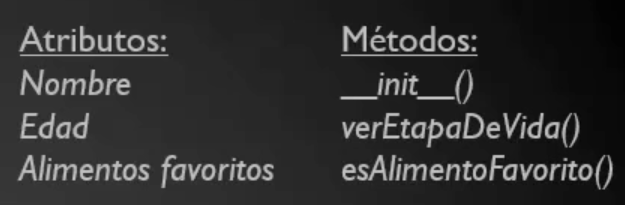 Atributos:
Nombre
Edad
Alimentos favoritos
Métodos:
__init__()
verEtapaDeVida()
esAlimentoFavorito()